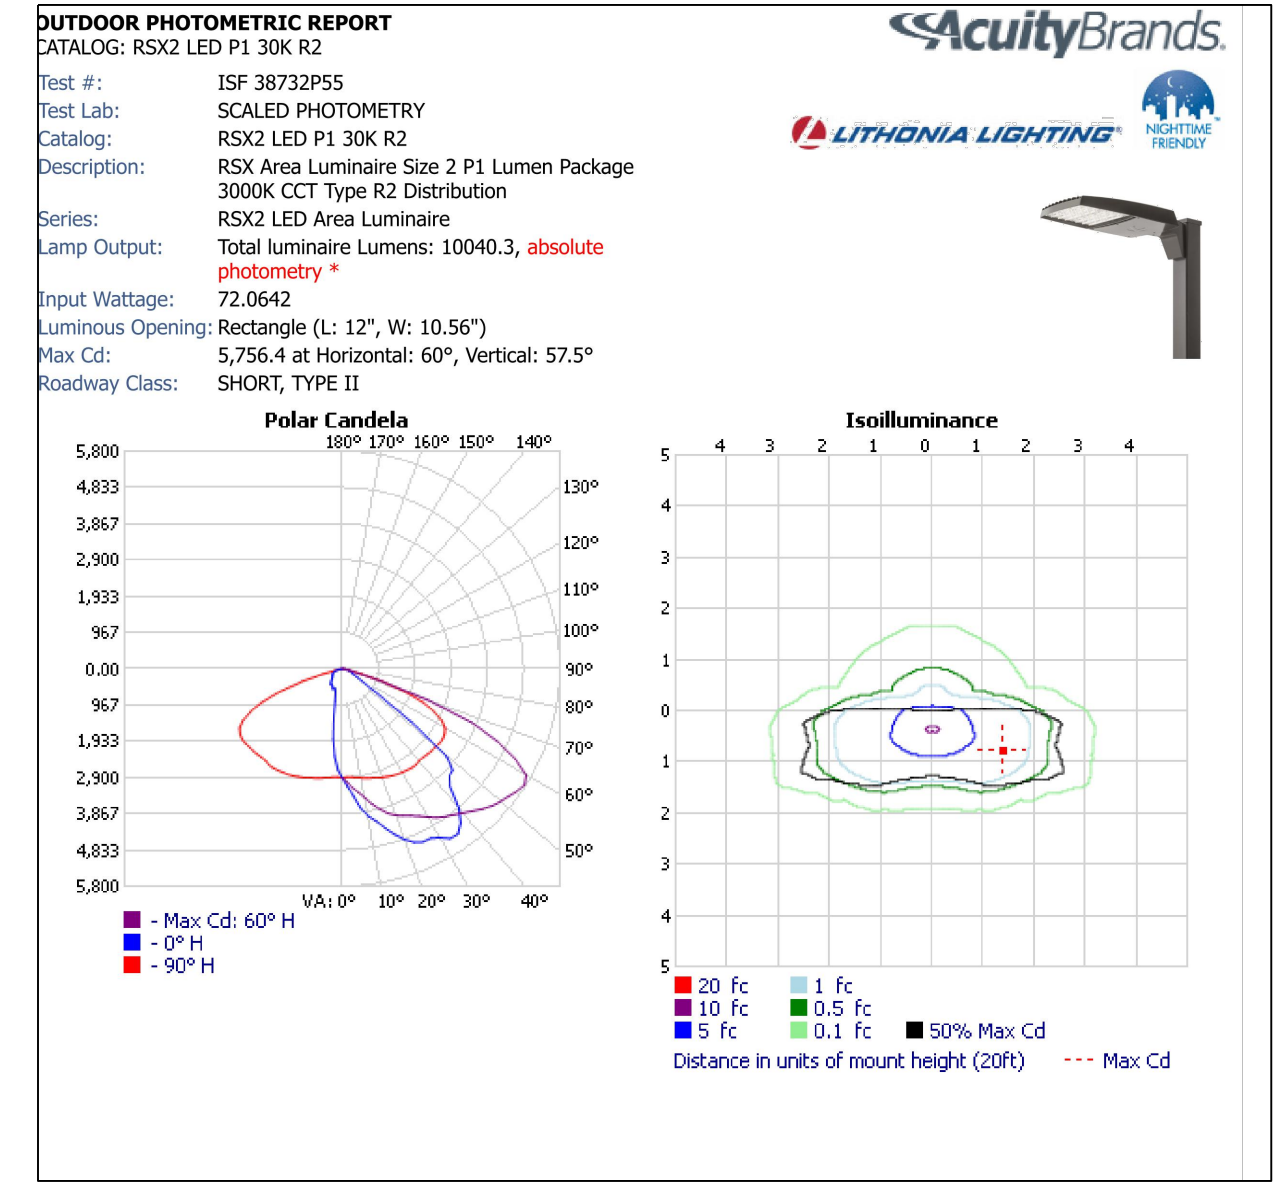 OUTDOOR PHOTOMETRIC REPORT
CATALOG: RSX2 LED P1 30K R2
AcuityBrands.
LITHONIA LIGHTING®
NIGHTTIME
FRIENDLY™
Test #: ISF 38732P55
Test Lab: SCALED PHOTOMETRY
Catalog: RSX2 LED P1 30K R2
Description: RSX Area Luminaire Size 2 P1 Lumen Package
3000K CCT Type R2 Distribution
Series: RSX2 LED Area Luminaire
Lamp Output: Total luminaire Lumens: 10040.3, absolute
photometry *
Input Wattage: 72.0642
Luminous Opening: Rectangle (L: 12", W: 10.56")
Max Cd: 5,756.4 at Horizontal: 60°, Vertical: 57.5°
Roadway Class: SHORT, TYPE II
Polar Candela
180° 170° 160° 150° 140°
5,800
4,833
3,867
2,900
1,933
967
0.00
967
1,933
2,900
3,867
4,833
5,800
130°
120°
110°
100°
90°
80°
70°
60°
50°
VA: 0° 10° 20° 30° 40°
- Max Cd: 60° H
- 0° H
- 90° H
Isoilluminance
4 3 2 1 0 1 2 3 4
5
4
3
2
1
0
1
2
3
4
5
20 fc 1 fc
10 fc 0.5 fc
5 fc 0.1 fc 50% Max Cd
Distance in units of mount height (20ft) --- Max Cd